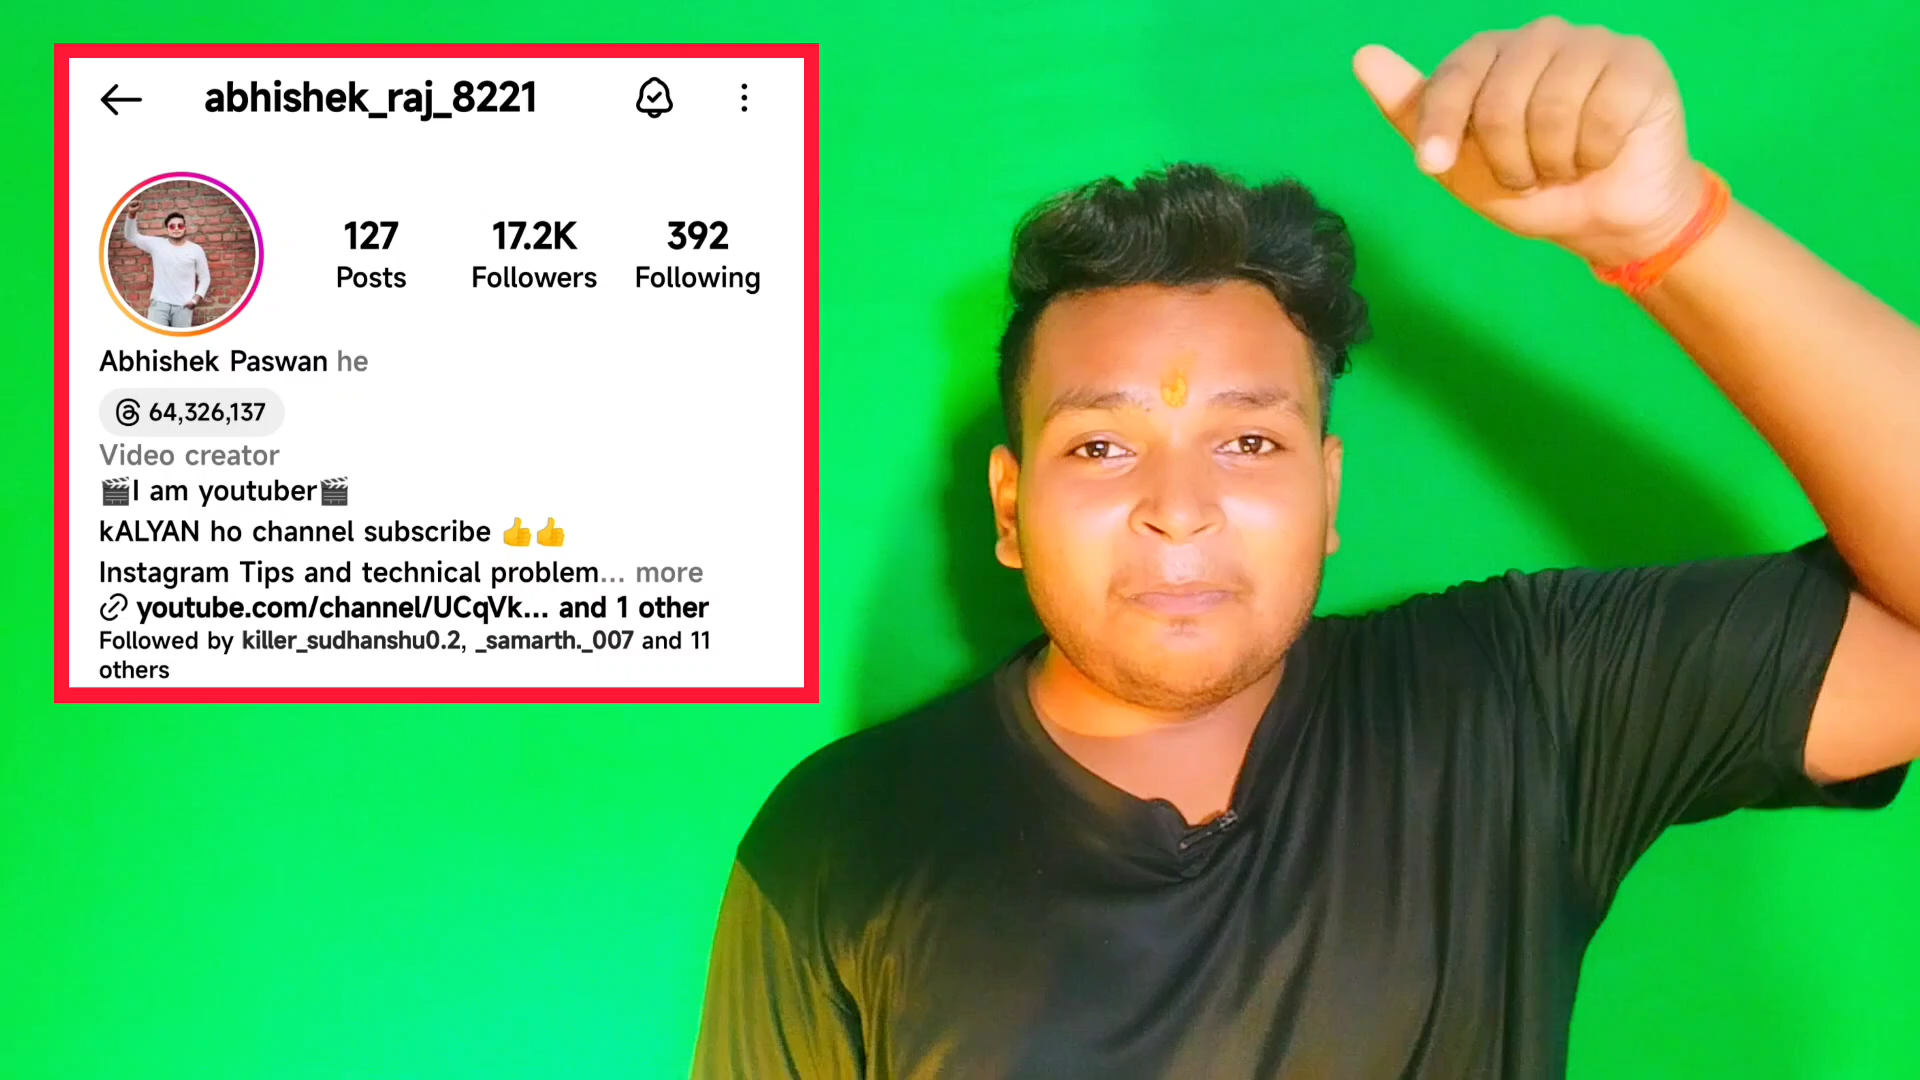 abhishek_raj_8221
127 17.2K 392
Posts Followers Following
Abhishek Paswan he
64,326,137
Video creator
🎬I am youtuber🎬
kALYAN ho channel subscribe 👍👍
Instagram Tips and technical problem... more
youtube.com/channel/UCqVk... and 1 other
Followed by killer_sudhanshu0.2, _samarth._007 and 11
others